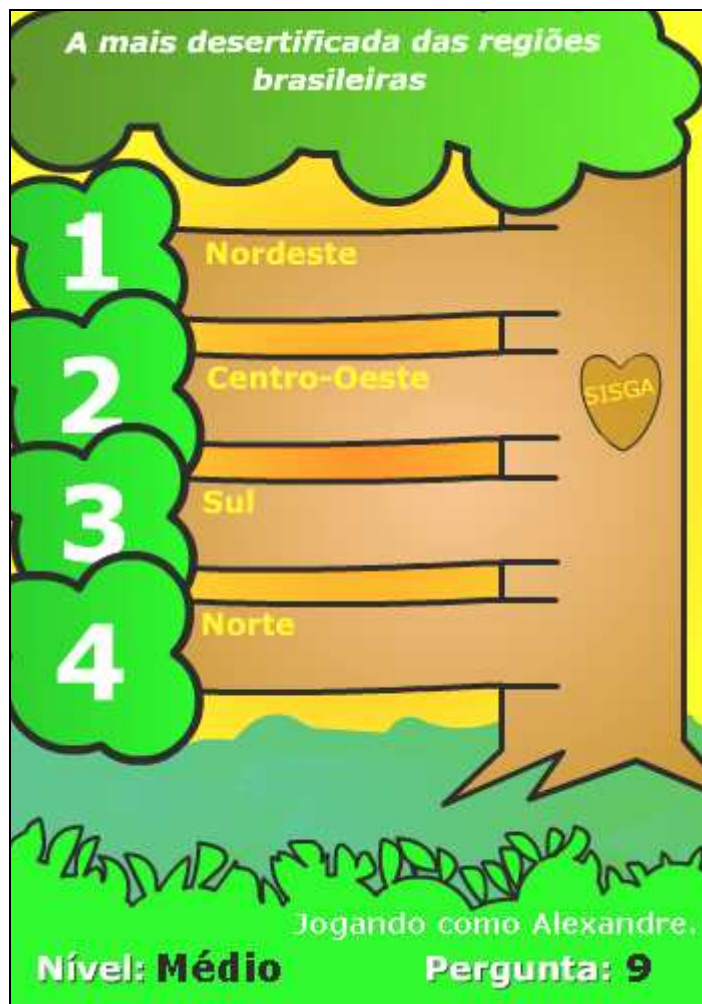 A mais desertificada das regiões
brasileiras
1
Nordeste
2
Centro-Oeste
SISGA
3
Sul
4
Norte
Jogando como Alexandre.
Nível: Médio
Pergunta: 9